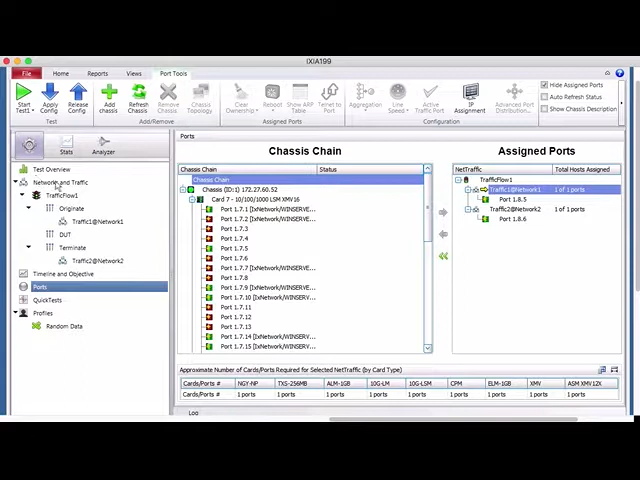 IXIA199
File Home Reports Views Port Tools
Start Test1 Apply Config Release Config Add chassis Refresh Chassis Remove Chassis Chassis Topology Clear Ownership Reboot Show ARP Table Telnet to Port Aggregation Line Speed Active Traffic Port IP Assignment Advanced Port Distribution
Hide Assigned Ports
Auto Refresh Status
Show Chassis Description
Test Add/Remove Assigned Ports Configuration
Stats Analyzer
Test Overview
Network and Traffic
TrafficFlow1
Originate
Traffic1@Network1
DUT
Terminate
Traffic2@Network2
Timeline and Objective
Ports
QuickTests
Profiles
Random Data
Ports
Chassis Chain
Chassis Chain Status
Chassis Chain
Chassis (ID:1) 172.27.60.52
Card 7 - 10/100/1000 LSM XMV16
Port 1.7.1 [IxNetwork/WINSERVE...
Port 1.7.2 [IxNetwork/WINSERVE...
Port 1.7.3
Port 1.7.4
Port 1.7.5
Port 1.7.6
Port 1.7.7
Port 1.7.8
Port 1.7.9 [IxNetwork/WINSERVE...
Port 1.7.10 [IxNetwork/WINSERV...
Port 1.7.11
Port 1.7.12
Port 1.7.13
Port 1.7.14 [IxNetwork/WINSERV...
Port 1.7.15 [IxNetwork/WINSERV...
Assigned Ports
NetTraffic Total Hosts Assigned
TrafficFlow1
Traffic1@Network1 1 of 1 ports
Port 1.8.5
Traffic2@Network2 1 of 1 ports
Port 1.8.6
Approximate Number of Cards/Ports Required for Selected NetTraffic (by Card Type)
Cards/Ports # NGY-NP TXS-256MB ALM-1GB 10G-LM 10G-LSM CPM ELM-1GB XMV ASM XMV12X
Cards/Ports # 1 ports 1 ports 1 ports 1 ports 1 ports 1 ports 1 ports 1 ports 1 ports
Log